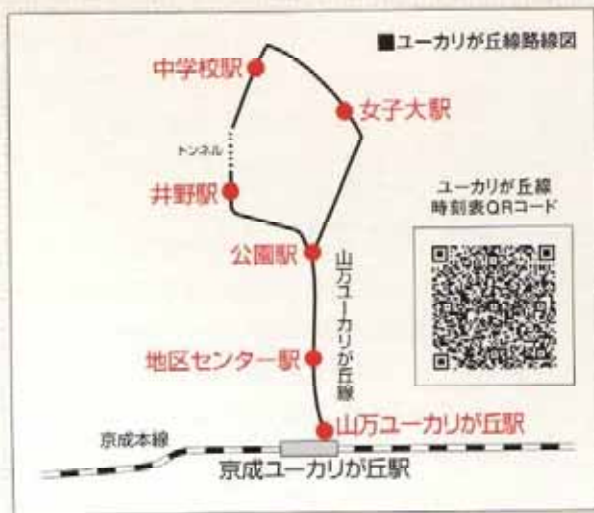 ■ユーカリが丘線路線図
中学校駅
女子大駅
トンネル
井野駅
ユーカリが丘線
時刻表QRコード
公園駅
山万ユーカリが丘線
地区センター駅
山万ユーカリが丘駅
京成本線
京成ユーカリが丘駅